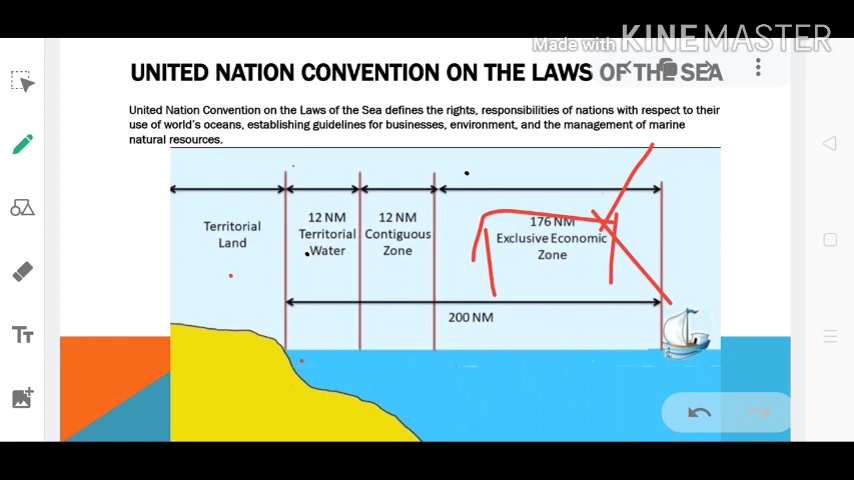 Made with KINEMASTER
UNITED NATION CONVENTION ON THE LAWS OF THE SEA
United Nation Convention on the Laws of the Sea defines the rights, responsibilities of nations with respect to their
use of world's oceans, establishing guidelines for businesses, environment, and the management of marine
natural resources.
Territorial
Land
12 NM
Territorial
Water
12 NM
Contiguous
Zone
176 NM
Exclusive Economic
Zone
200 NM
Tт